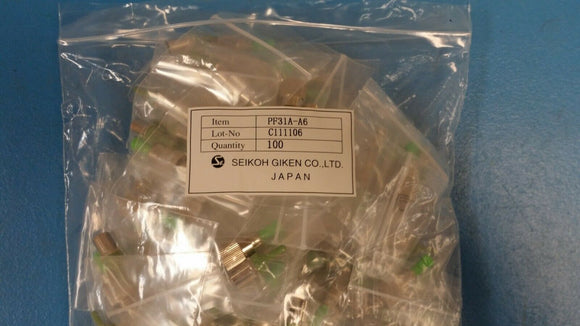 Item PF31A-A6
Lot-No C111106
Quantity 100
SEIKOH GIKEN CO.,LTD.
JAPAN